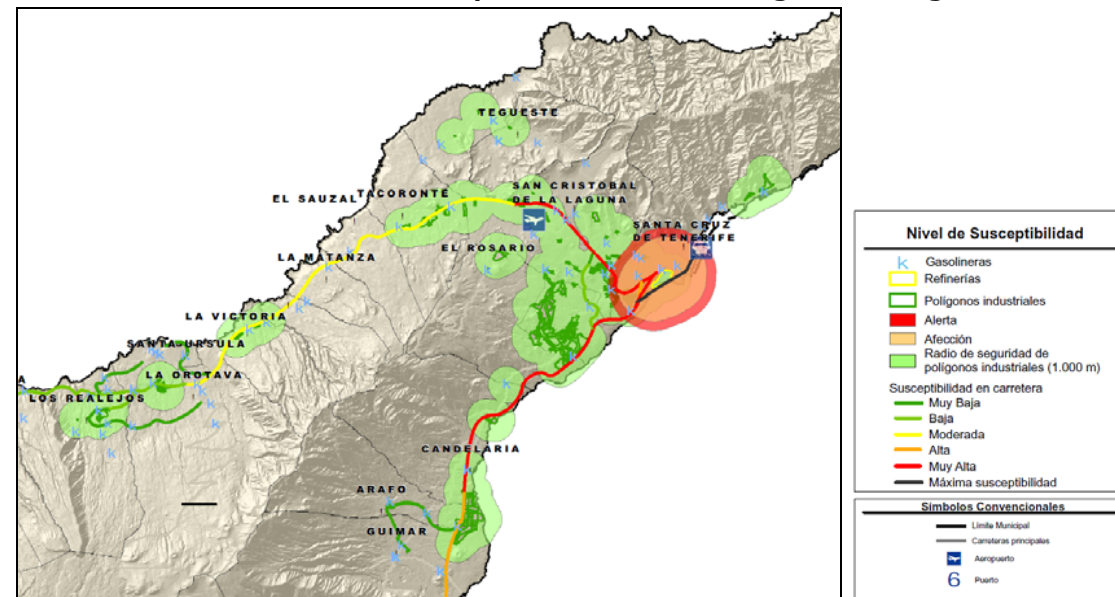 TEGUESTE
EL SAUZAL
TACORONTE
SAN CRISTOBAL
DE LA LAGUNA
SANTA CRUZ
DE TENERIFE
EL ROSARIO
LA MATANZA
LA VICTORIA
SANTA URSULA
LA OROTAVA
A
LOS REALEJOS
CANDELARIA
ARAFO
GUIMAR
Nivel de Susceptibilidad
k Gasolineras
Refinerías
Polígonos industriales
Alerta
Afección
Radio de seguridad de
polígonos industriales (1.000 m)
Susceptibilidad en carretera
Muy Baja
Baja
Moderada
Alta
Muy Alta
Máxima susceptibilidad
Símbolos Convencionales
Límite Municipal
Carreteras principales
Aeropuerto
6 Puerto